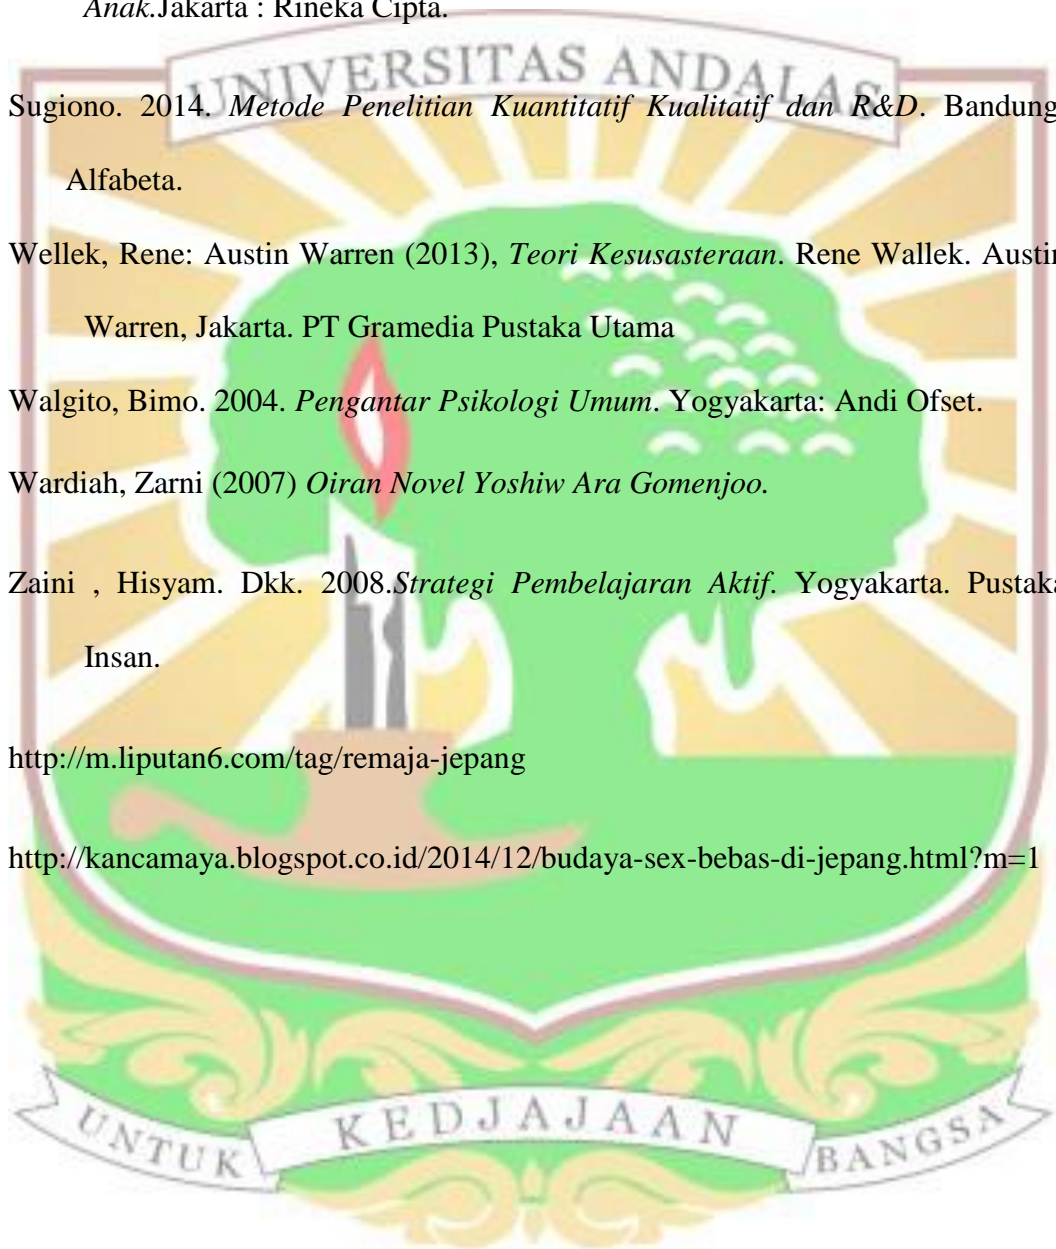 Anak.Jakarta : Rineka Cipta.
UNIVERSITAS ANDALAS
Sugiono. 2014. Metode Penelitian Kuantitatif Kualitatif dan R&D. Bandung
Alfabeta.
Wellek, Rene: Austin Warren (2013), Teori Kesusasteraan. Rene Wallek. Austin
Warren, Jakarta. PT Gramedia Pustaka Utama
Walgito, Bimo. 2004. Pengantar Psikologi Umum. Yogyakarta: Andi Ofset.
Wardiah, Zarni (2007) Oiran Novel Yoshiw Ara Gomenjoo.
Zaini , Hisyam. Dkk. 2008.Strategi Pembelajaran Aktif. Yogyakarta. Pustaka
Insan.
http://m.liputan6.com/tag/remaja-jepang
http://kancamaya.blogspot.co.id/2014/12/budaya-sex-bebas-di-jepang.html?m=1
UNTUK KEDJAJAAN BANGSA